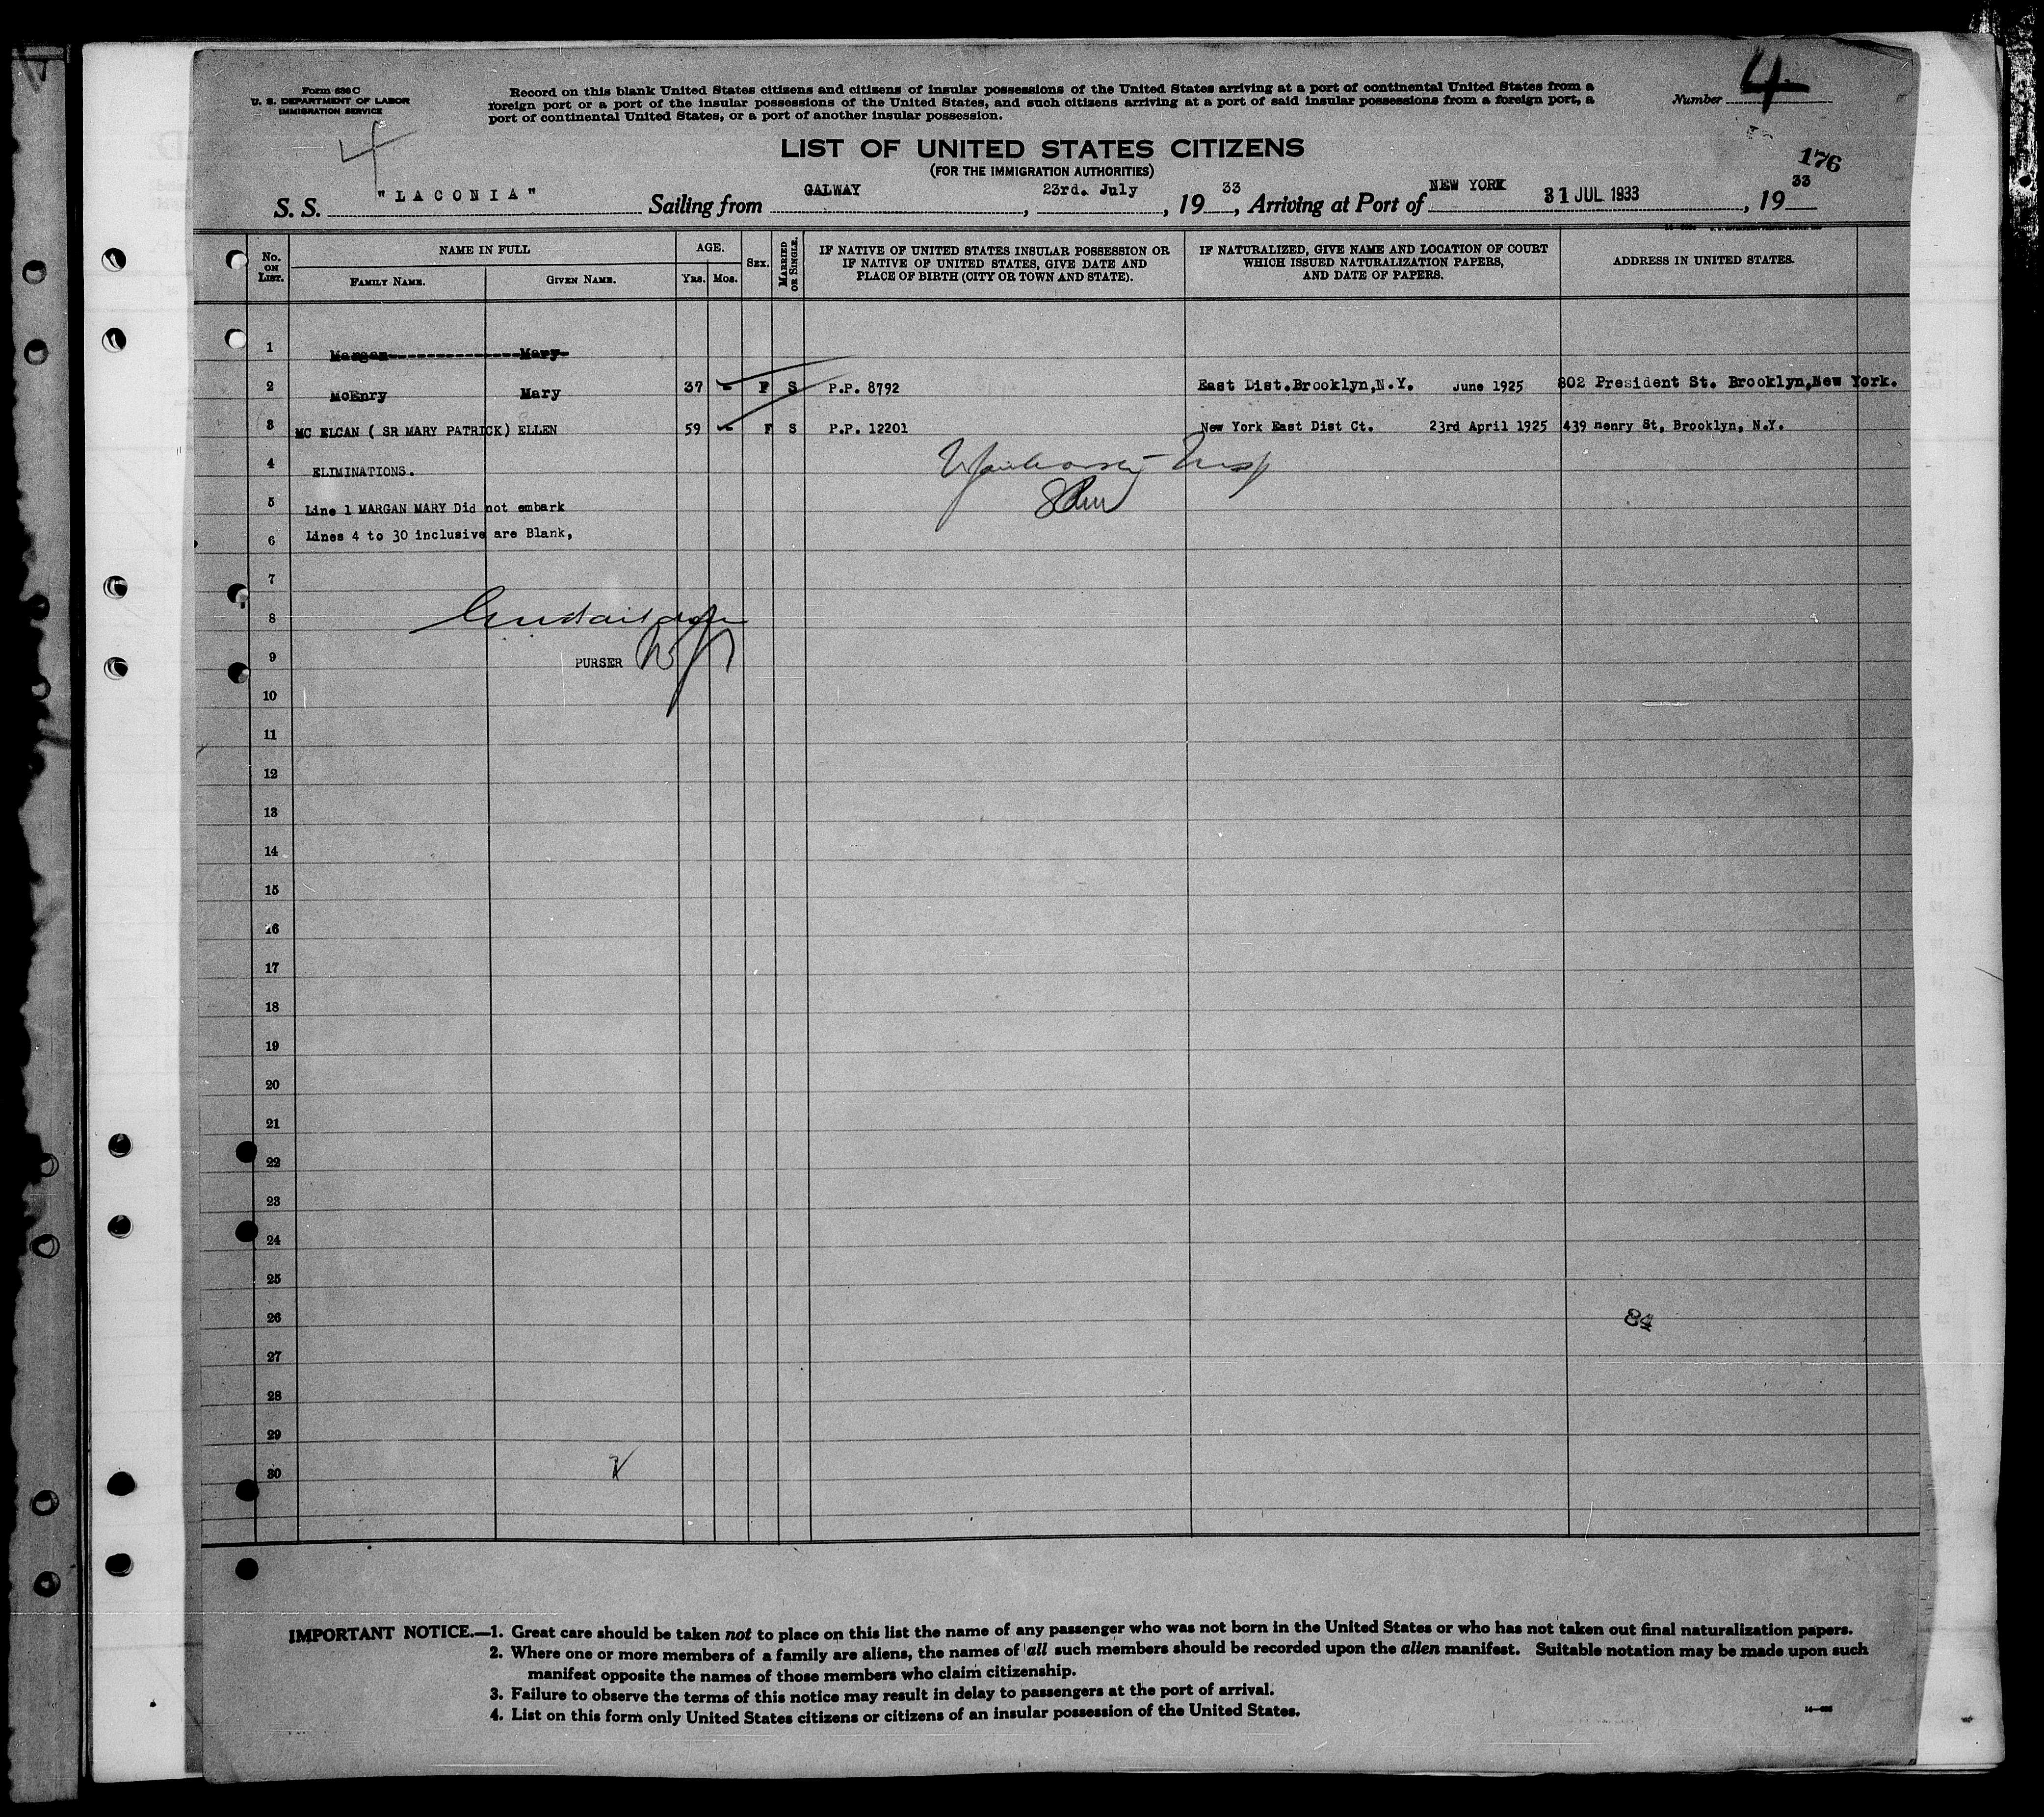 Form 630 C
U. S. DEPARTMENT OF LABOR
IMMIGRATION SERVICE
Record on this blank United States citizens and citizens of insular possessions of the United States arriving at a port of continental United States from a
foreign port or a port of the insular possessions of the United States, and such citizens arriving at a port of said insular possessions from a foreign port, a
port of continental United States, or a port of another insular possession.
Number 4
4
LIST OF UNITED STATES CITIZENS
(FOR THE IMMIGRATION AUTHORITIES)
176
S. S. "LACONIA" Sailing from GALWAY, 23rd. July, 1933, Arriving at Port of NEW YORK 31 JUL 1933, 1933
No. ON LIST.
NAME IN FULL
FAMILY NAME.
GIVEN NAME.
AGE.
YRS.
MOS.
SEX.
MARRIED OR SINGLE.
IF NATIVE OF UNITED STATES INSULAR POSSESSION OR
IF NATIVE OF UNITED STATES, GIVE DATE AND
PLACE OF BIRTH (CITY OR TOWN AND STATE).
IF NATURALIZED, GIVE NAME AND LOCATION OF COURT
WHICH ISSUED NATURALIZATION PAPERS,
AND DATE OF PAPERS.
ADDRESS IN UNITED STATES.
1 Margan---------------Mary-
2 McEnry Mary 37 - F S P.P. 8792 East Dist.Brooklyn,N.Y. June 1925 802 President St. Brooklyn,New York.
3 MC ELCAN ( SR MARY PATRICK) ELLEN 59 - F S P.P. 12201 New York East Dist Ct. 23rd April 1925 439 Henry St, Brooklyn, N.Y.
4 ELIMINATIONS.
5 Line 1 MARGAN MARY Did not embark
6 Lines 4 to 30 inclusive are Blank,
7
8
9 PURSER
10
11
12
13
14
15
16
17
18
19
20
21
22
23
24
25
26 84
27
28
29
30
IMPORTANT NOTICE.—1. Great care should be taken not to place on this list the name of any passenger who was not born in the United States or who has not taken out final naturalization papers.
2. Where one or more members of a family are aliens, the names of all such members should be recorded upon the alien manifest. Suitable notation may be made upon such
manifest opposite the names of those members who claim citizenship.
3. Failure to observe the terms of this notice may result in delay to passengers at the port of arrival.
4. List on this form only United States citizens or citizens of an insular possession of the United States.